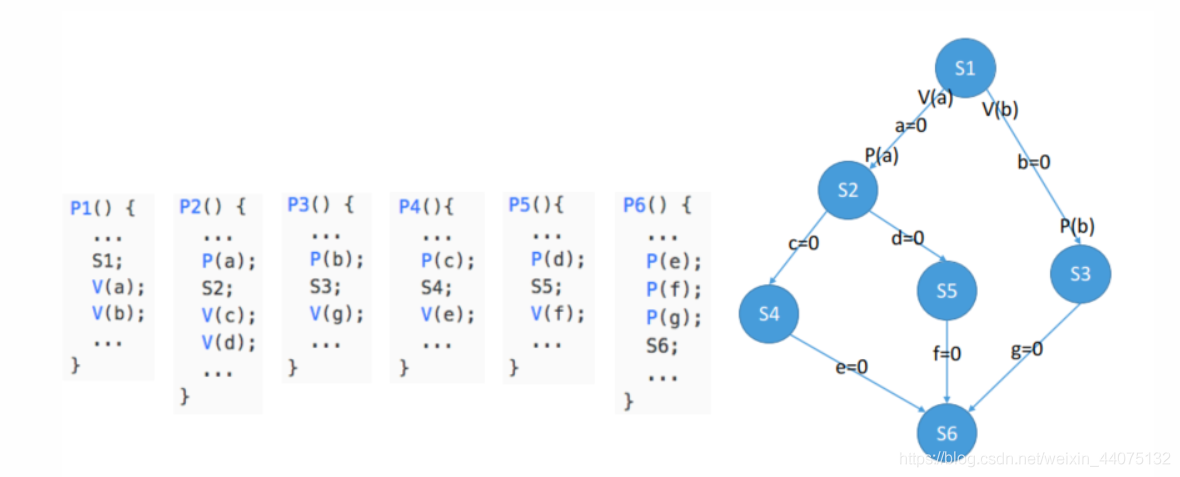 P1() {
...
S1;
V(a);
V(b);
...
}
P2() {
...
P(a);
S2;
V(c);
V(d);
...
}
P3() {
...
P(b);
S3;
V(g);
...
}
P4(){
...
P(c);
S4;
V(e);
...
}
P5(){
...
P(d);
S5;
V(f);
...
}
P6() {
...
P(e);
P(f);
P(g);
S6;
...
}
S1
V(a)
V(b)
a=0
P(a)
b=0
S2
P(b)
c=0
d=0
S3
S5
S4
f=0
g=0
e=0
S6
https://blog.csdn.net/weixin_44075132